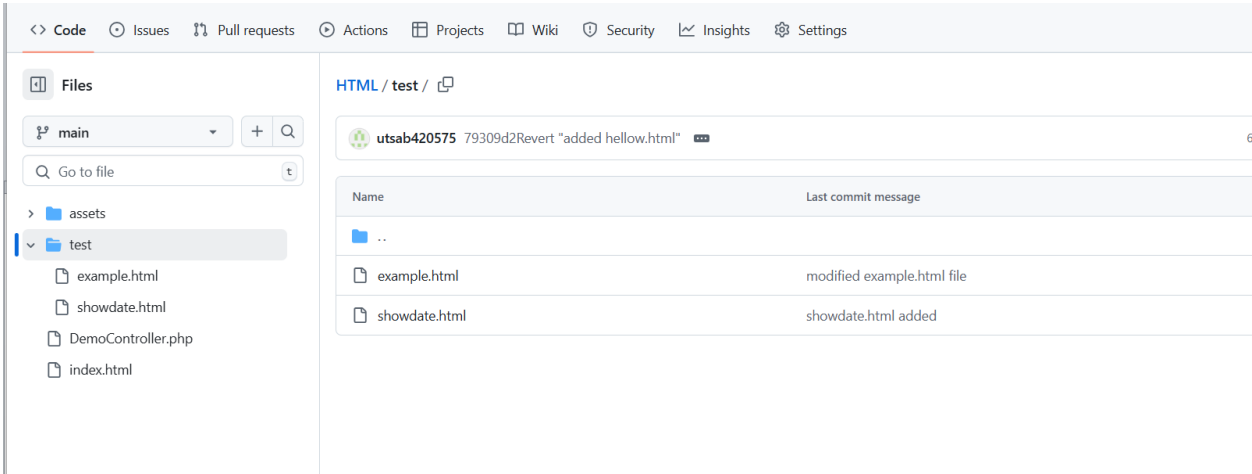 Code Issues Pull requests Actions Projects Wiki Security Insights Settings
Files
main
Go to file t
assets
test
example.html
showdate.html
DemoController.php
index.html
HTML / test /
utsab420575 79309d2Revert "added hellow.html"
Name Last commit message
..
example.html modified example.html file
showdate.html showdate.html added